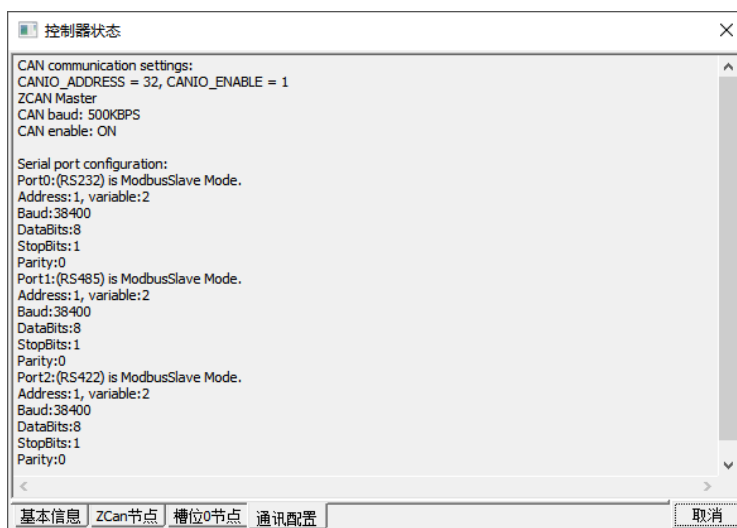 控制器状态
CAN communication settings:
CANIO_ADDRESS = 32, CANIO_ENABLE = 1
ZCAN Master
CAN baud: 500KBPS
CAN enable: ON
Serial port configuration:
Port0:(RS232) is ModbusSlave Mode.
Address:1, variable:2
Baud:38400
DataBits:8
StopBits:1
Parity:0
Port1:(RS485) is ModbusSlave Mode.
Address:1, variable:2
Baud:38400
DataBits:8
StopBits:1
Parity:0
Port2:(RS422) is ModbusSlave Mode.
Address:1, variable:2
Baud:38400
DataBits:8
StopBits:1
Parity:0
基本信息 ZCan节点 槽位0节点 通讯配置 取消